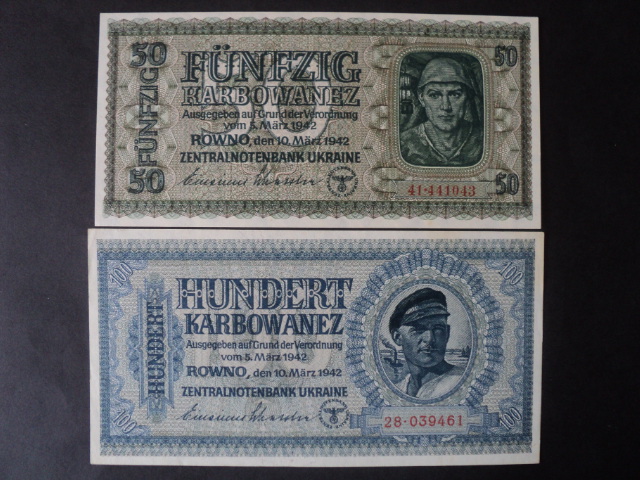 50
FÜNFZIG
50
FÜNFZIG
KARBOWANEZ
Ausgegeben auf Grund der Verordnung
vom 5. März 1942
ROWNO, den 10. März 1942
ZENTRALNOTENBANK UKRAINE
50
41·441043
50
100
HUNDERT
100
HUNDERT
KARBOWANEZ
Ausgegeben auf Grund der Verordnung
vom 5. März 1942
ROWNO, den 10. März 1942
ZENTRALNOTENBANK UKRAINE
100
28·039461
100